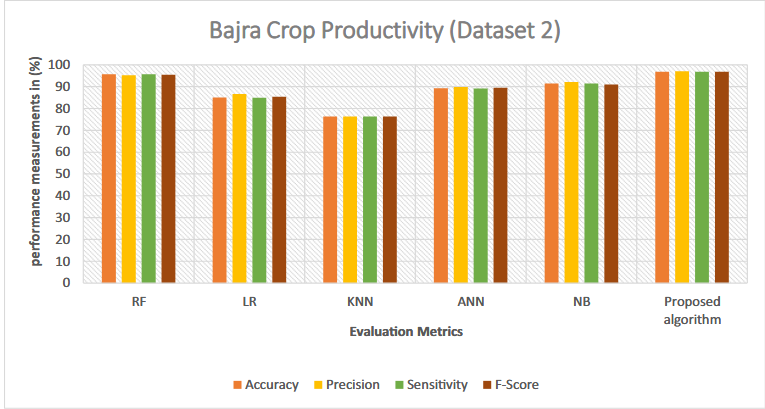 Bajra Crop Productivity (Dataset 2)
performance measurements in (%)
100
90
80
70
60
50
40
30
20
10
0
RF LR KNN ANN NB Proposed
algorithm
Evaluation Metrics
Accuracy Precision Sensitivity F-Score